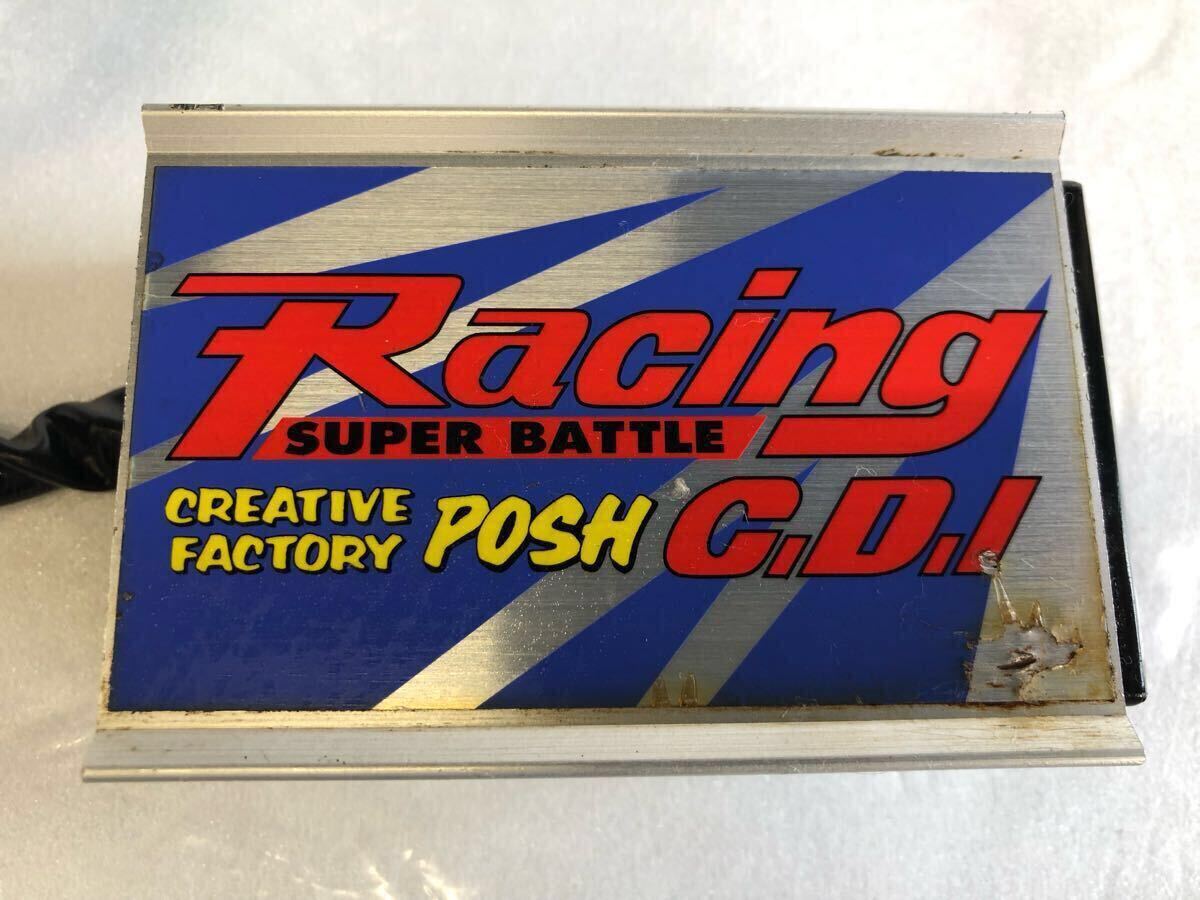 Racing
SUPER BATTLE
CREATIVE
FACTORY
POSH
C.D.I